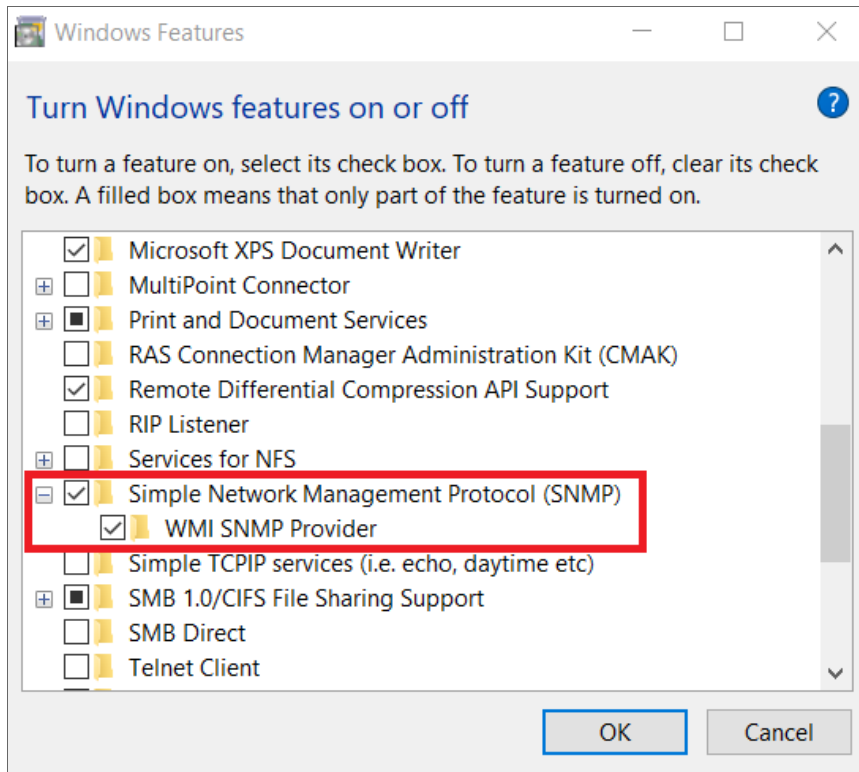 Windows Features
Turn Windows features on or off
?
To turn a feature on, select its check box. To turn a feature off, clear its check
box. A filled box means that only part of the feature is turned on.
Microsoft XPS Document Writer
MultiPoint Connector
Print and Document Services
RAS Connection Manager Administration Kit (CMAK)
Remote Differential Compression API Support
RIP Listener
Services for NFS
Simple Network Management Protocol (SNMP)
WMI SNMP Provider
Simple TCPIP services (i.e. echo, daytime etc)
SMB 1.0/CIFS File Sharing Support
SMB Direct
Telnet Client
OK Cancel